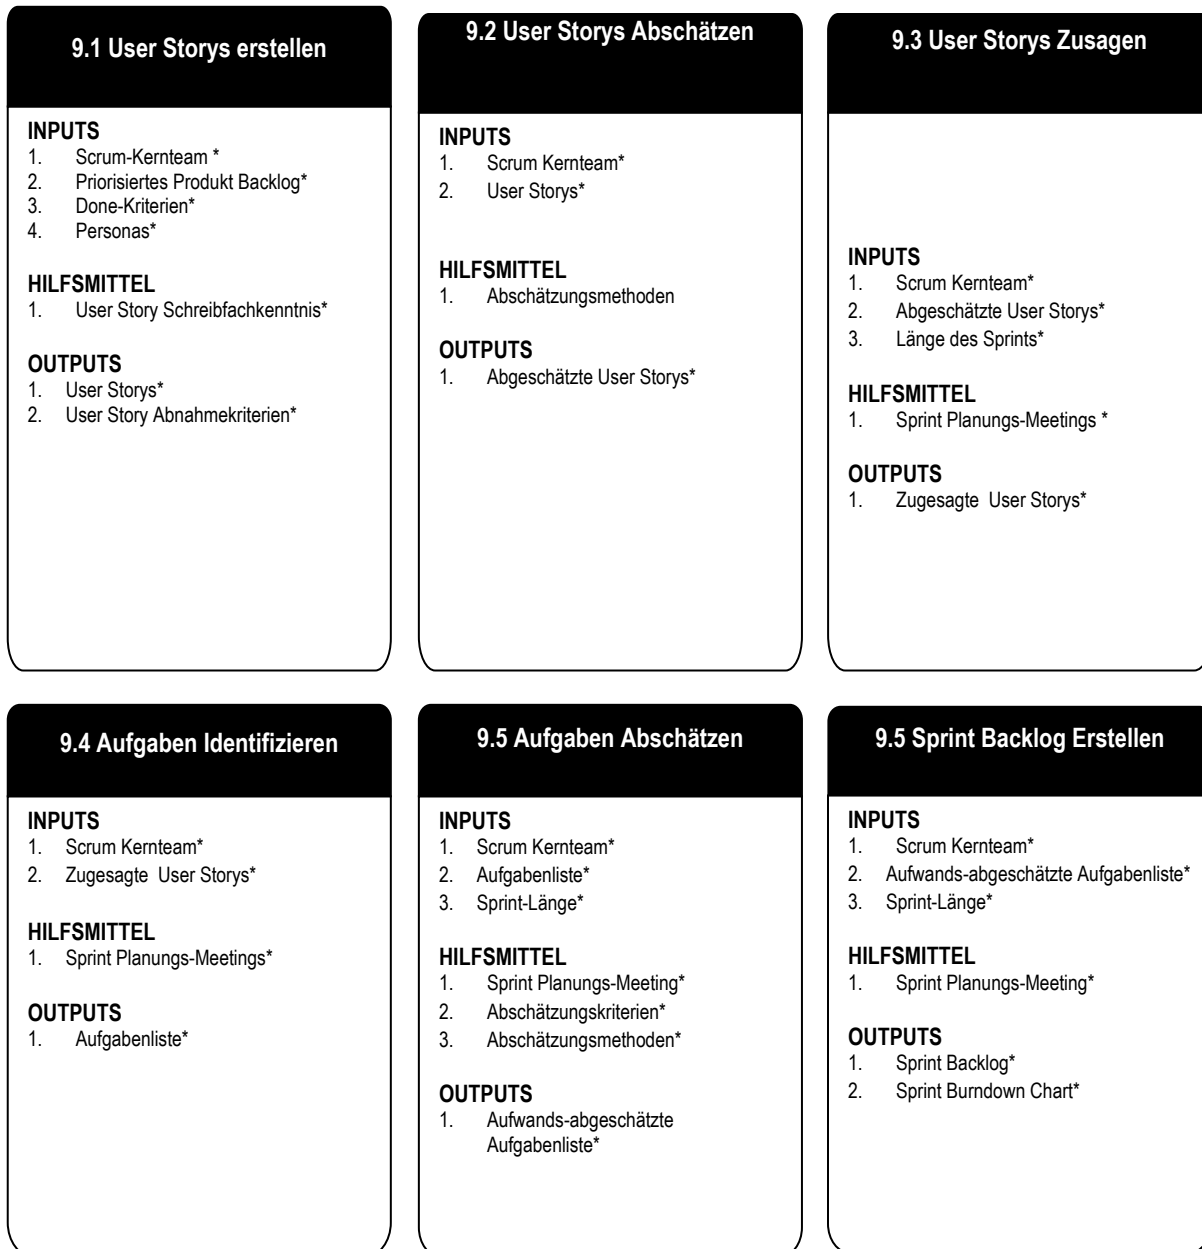 9.1 User Storys erstellen
INPUTS
1. Scrum-Kernteam *
2. Priorisiertes Produkt Backlog*
3. Done-Kriterien*
4. Personas*
HILFSMITTEL
1. User Story Schreibfachkenntnis*
OUTPUTS
1. User Storys*
2. User Story Abnahmekriterien*
9.2 User Storys Abschätzen
INPUTS
1. Scrum Kernteam*
2. User Storys*
HILFSMITTEL
1. Abschätzungsmethoden
OUTPUTS
1. Abgeschätzte User Storys*
9.3 User Storys Zusagen
INPUTS
1. Scrum Kernteam*
2. Abgeschätzte User Storys*
3. Länge des Sprints*
HILFSMITTEL
1. Sprint Planungs-Meetings *
OUTPUTS
1. Zugesagte User Storys*
9.4 Aufgaben Identifizieren
INPUTS
1. Scrum Kernteam*
2. Zugesagte User Storys*
HILFSMITTEL
1. Sprint Planungs-Meetings*
OUTPUTS
1. Aufgabenliste*
9.5 Aufgaben Abschätzen
INPUTS
1. Scrum Kernteam*
2. Aufgabenliste*
3. Sprint-Länge*
HILFSMITTEL
1. Sprint Planungs-Meeting*
2. Abschätzungskriterien*
3. Abschätzungsmethoden*
OUTPUTS
1. Aufwands-abgeschätzte
Aufgabenliste*
9.5 Sprint Backlog Erstellen
INPUTS
1. Scrum Kernteam*
2. Aufwands-abgeschätzte Aufgabenliste*
3. Sprint-Länge*
HILFSMITTEL
1. Sprint Planungs-Meeting*
OUTPUTS
1. Sprint Backlog*
2. Sprint Burndown Chart*